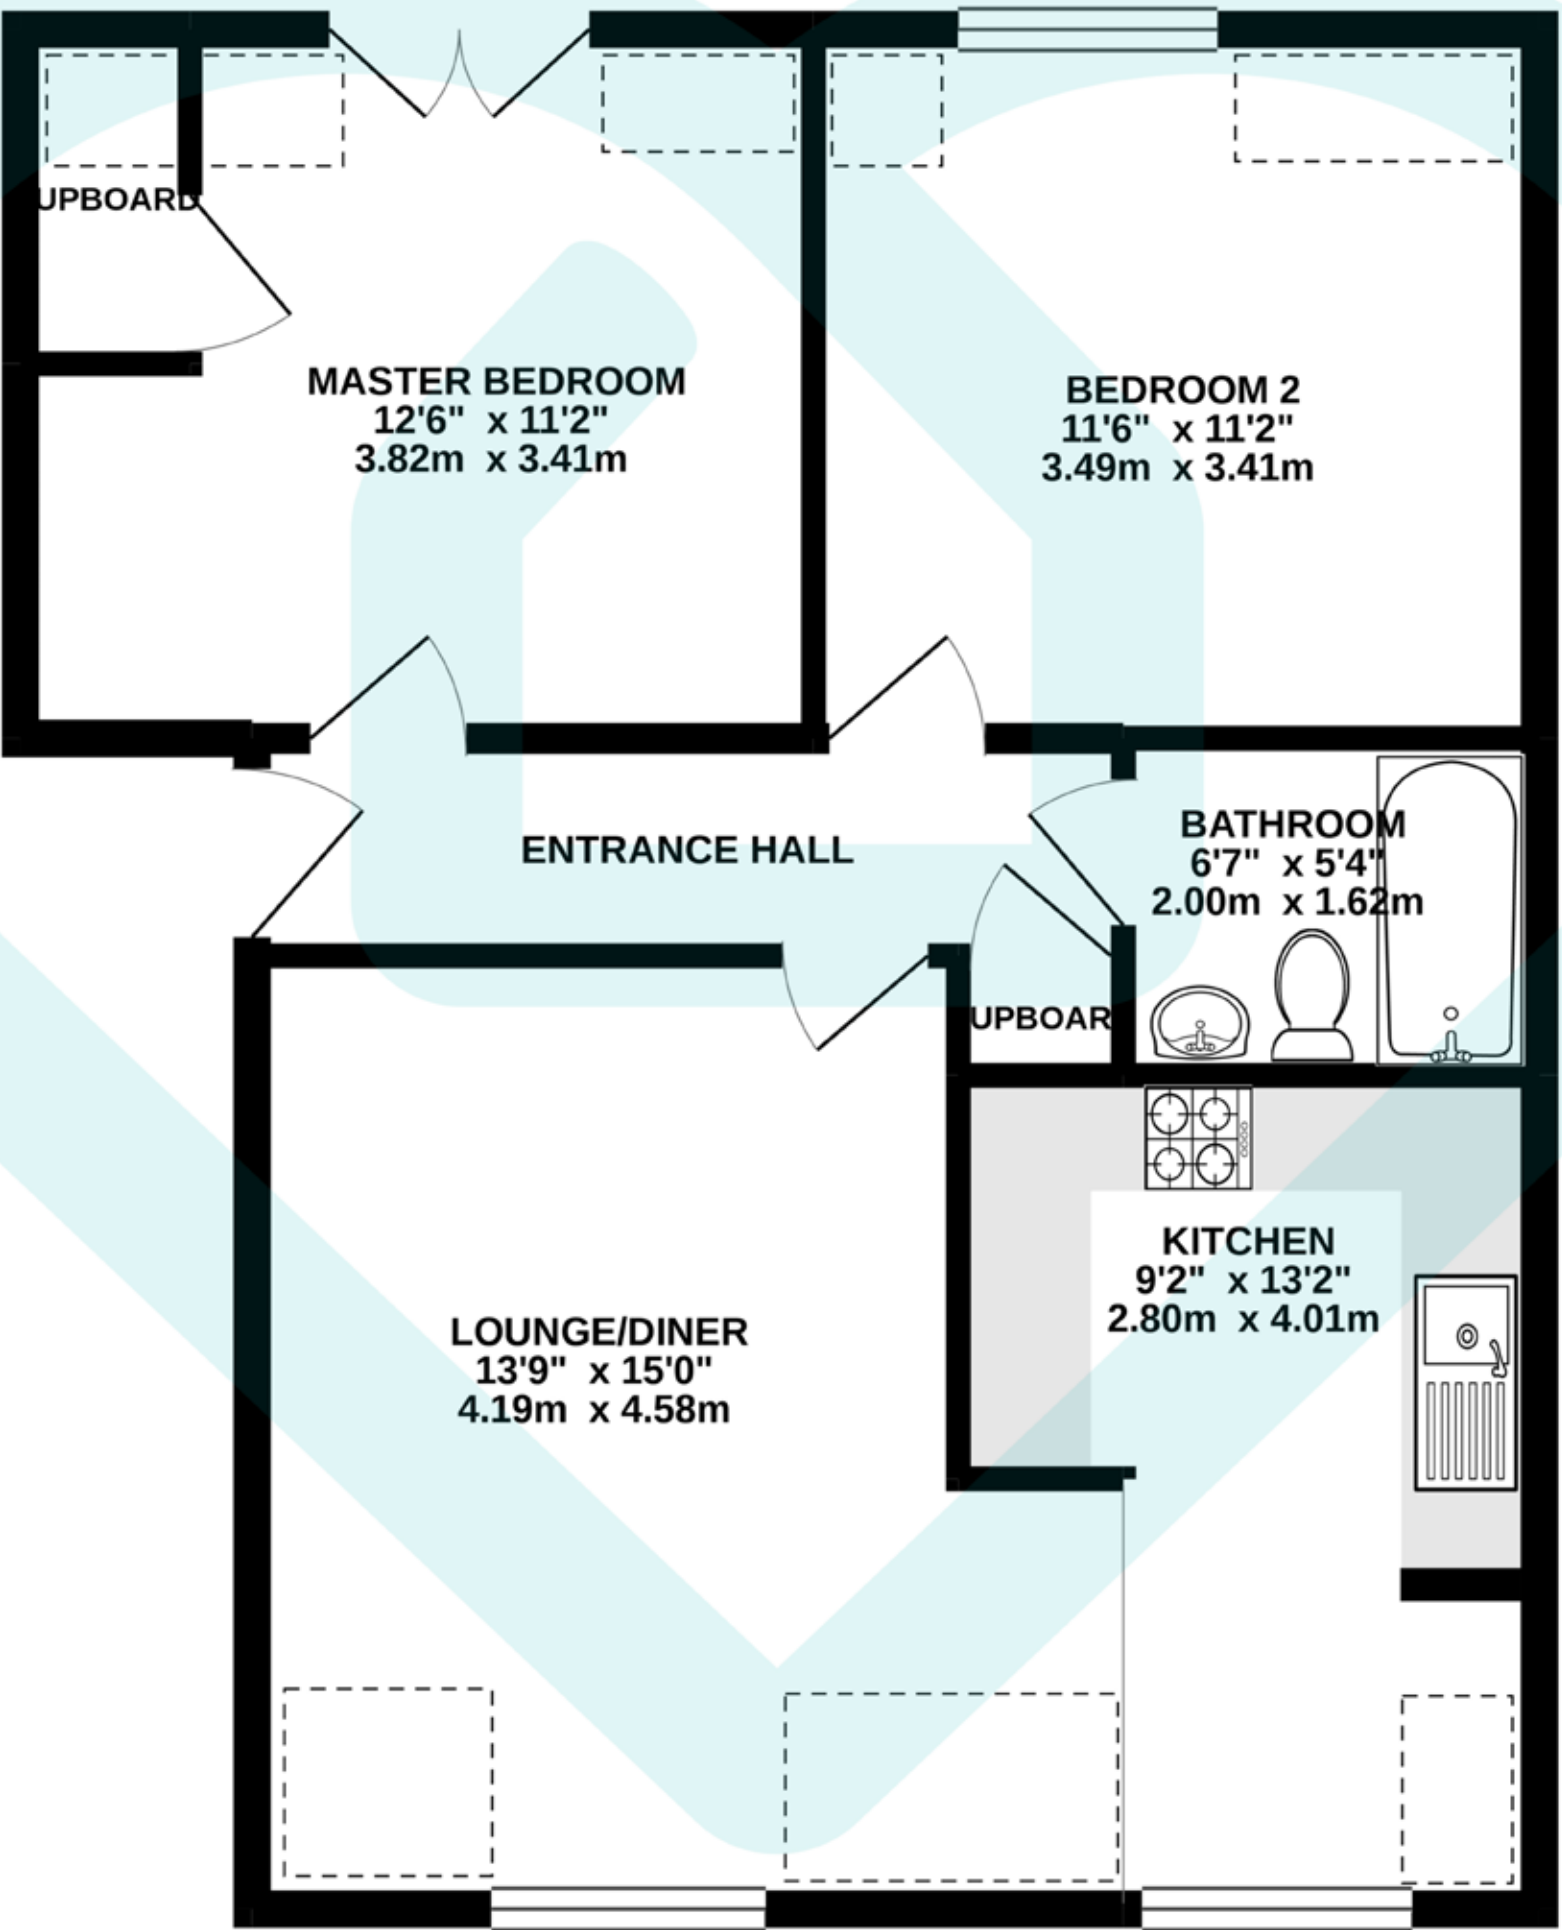 UPBOARD
MASTER BEDROOM
12'6" x 11'2"
3.82m x 3.41m
BEDROOM 2
11'6" x 11'2"
3.49m x 3.41m
ENTRANCE HALL
BATHROOM
6'7" x 5'4"
2.00m x 1.62m
UPBOAR
KITCHEN
9'2" x 13'2"
2.80m x 4.01m
LOUNGE/DINER
13'9" x 15'0"
4.19m x 4.58m